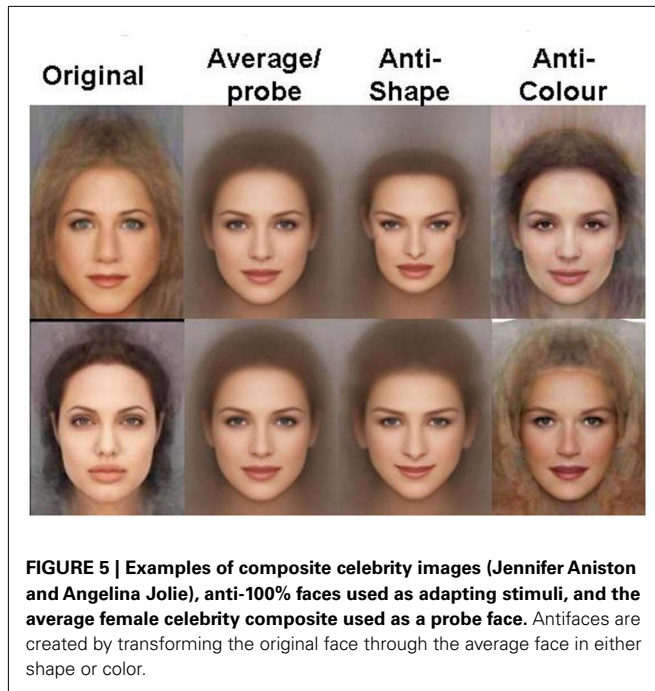 Original
Average/
probe
Anti-
Shape
Anti-
Colour
FIGURE 5 | Examples of composite celebrity images (Jennifer Aniston
and Angelina Jolie), anti-100% faces used as adapting stimuli, and the
average female celebrity composite used as a probe face. Antifaces are
created by transforming the original face through the average face in either
shape or color.